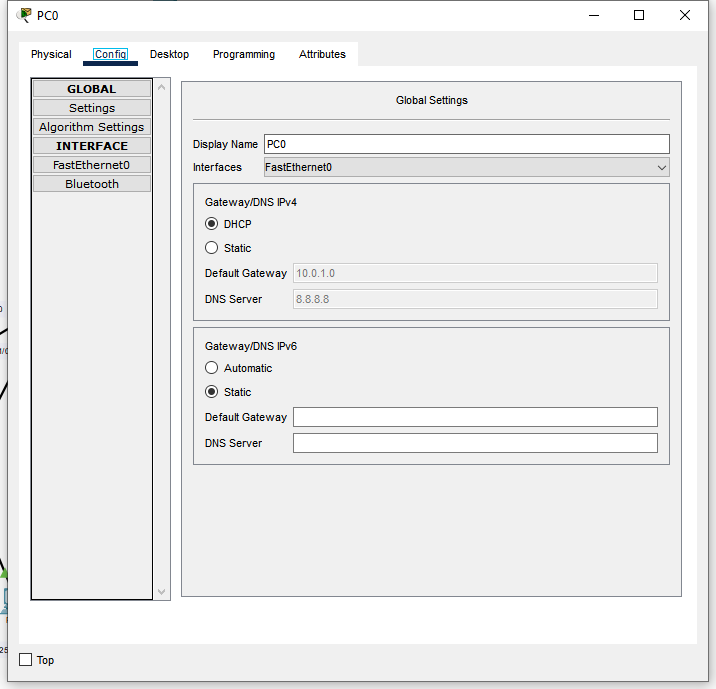 PC0
Physical Config Desktop Programming Attributes
GLOBAL
Settings
Algorithm Settings
INTERFACE
FastEthernet0
Bluetooth
Global Settings
Display Name PC0
Interfaces FastEthernet0
Gateway/DNS IPv4
DHCP
Static
Default Gateway 10.0.1.0
DNS Server 8.8.8.8
Gateway/DNS IPv6
Automatic
Static
Default Gateway
DNS Server
Top